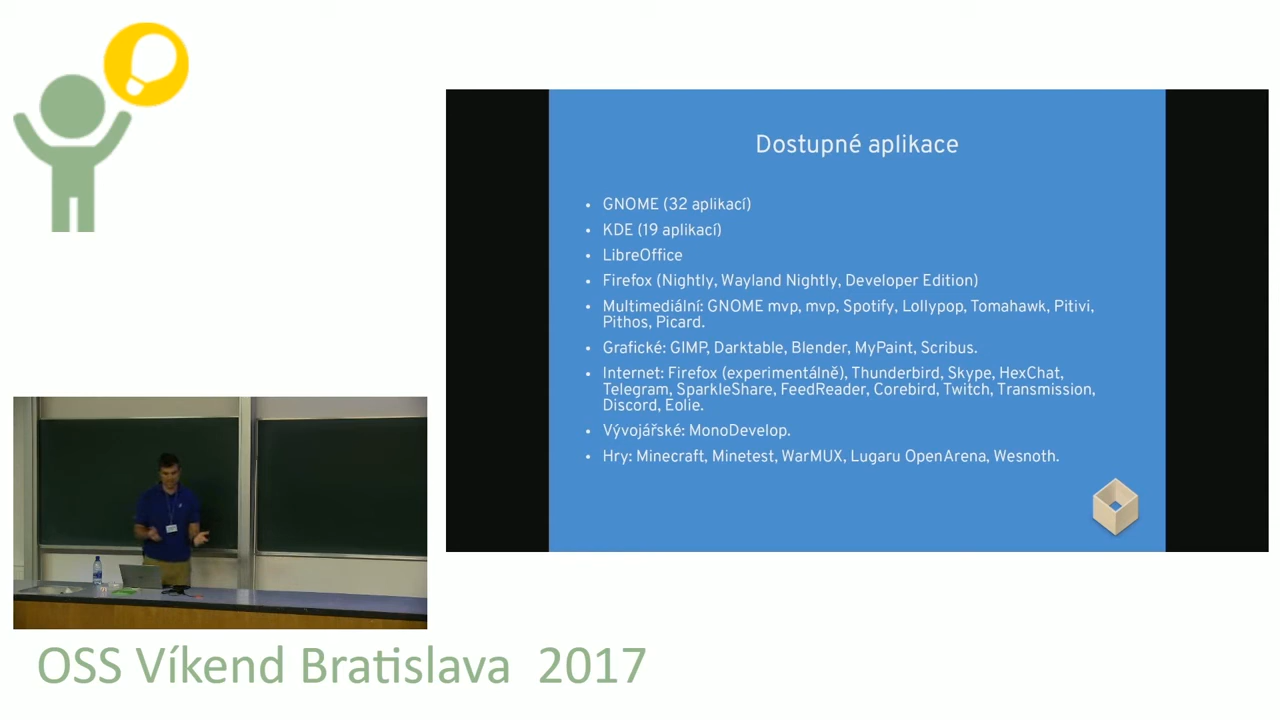 Dostupné aplikace
• GNOME (32 aplikací)
• KDE (19 aplikací)
• LibreOffice
• Firefox (Nightly, Wayland Nightly, Developer Edition)
• Multimediální: GNOME mvp, mvp, Spotify, Lollypop, Tomahawk, Pitivi,
Pithos, Picard.
• Grafické: GIMP, Darktable, Blender, MyPaint, Scribus.
• Internet: Firefox (experimentálně), Thunderbird, Skype, HexChat,
Telegram, SparkleShare, FeedReader, Corebird, Twitch, Transmission,
Discord, Eolie.
• Vývojářské: MonoDevelop.
• Hry: Minecraft, Minetest, WarMUX, Lugaru OpenArena, Wesnoth.
OSS Víkend Bratislava 2017